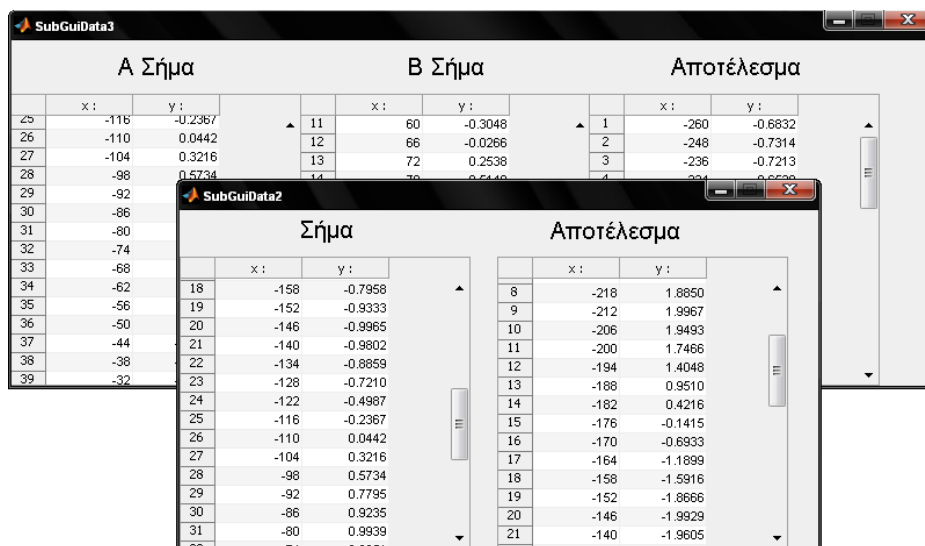 SubGuiData3
Α Σήμα Β Σήμα Αποτέλεσμα
x : y : x : y : x : y :
25 -116 -0.2367 11 60 -0.3048 1 -260 -0.6832
26 -110 0.0442 12 66 -0.0266 2 -248 -0.7314
27 -104 0.3216 13 72 0.2538 3 -236 -0.7213
28 -98 0.5734 14
29 -92
30 -86
31 -80
32 -74
33 -68
34 -62
35 -56
36 -50
37 -44
38 -38
39 -32
SubGuiData2
Σήμα Αποτέλεσμα
x : y : x : y :
18 -158 -0.7958 8 -218 1.8850
19 -152 -0.9333 9 -212 1.9967
20 -146 -0.9965 10 -206 1.9493
21 -140 -0.9802 11 -200 1.7466
22 -134 -0.8859 12 -194 1.4048
23 -128 -0.7210 13 -188 0.9510
24 -122 -0.4987 14 -182 0.4216
25 -116 -0.2367 15 -176 -0.1415
26 -110 0.0442 16 -170 -0.6933
27 -104 0.3216 17 -164 -1.1899
28 -98 0.5734 18 -158 -1.5916
29 -92 0.7795 19 -152 -1.8666
30 -86 0.9235 20 -146 -1.9929
31 -80 0.9939 21 -140 -1.9605